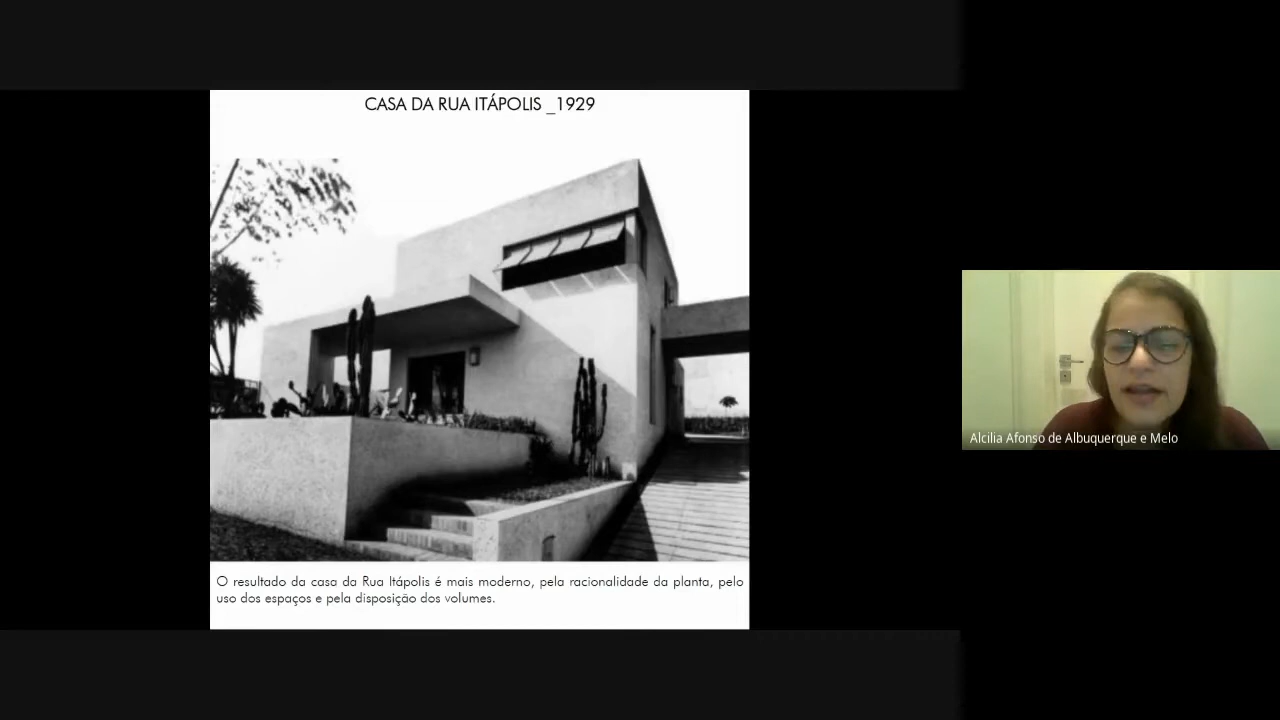 CASA DA RUA ITÁPOLIS _1929
O resultado da casa da Rua Itápolis é mais moderno, pela racionalidade da planta, pelo
uso dos espaços e pela disposição dos volumes.
Alcilia Afonso de Albuquerque e Melo